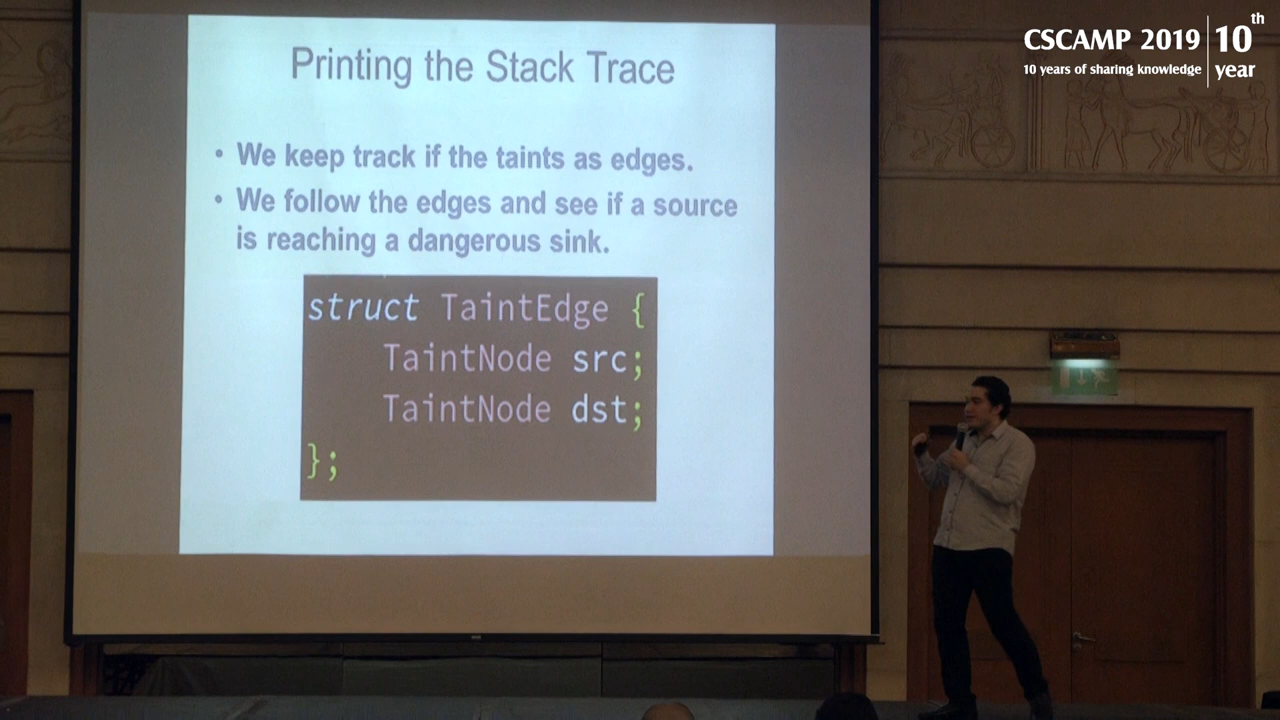 Printing the Stack Trace
• We keep track if the taints as edges.
• We follow the edges and see if a source
is reaching a dangerous sink.
struct TaintEdge {
TaintNode src;
TaintNode dst;
};
CSCAMP 2019
10 years of sharing knowledge
10th
year